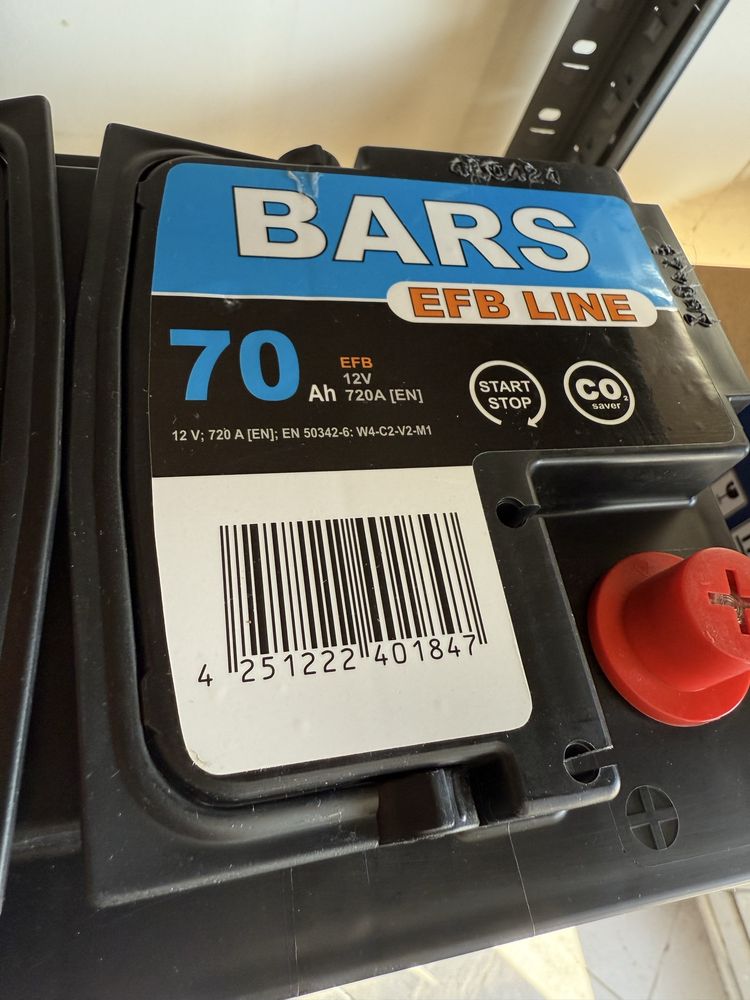 BARS
EFB LINE
70 Ah
EFB
12V
720A [EN]
START
STOP
CO2
saver
12 V; 720 A [EN]; EN 50342-6: W4-C2-V2-M1
4 251222 401847